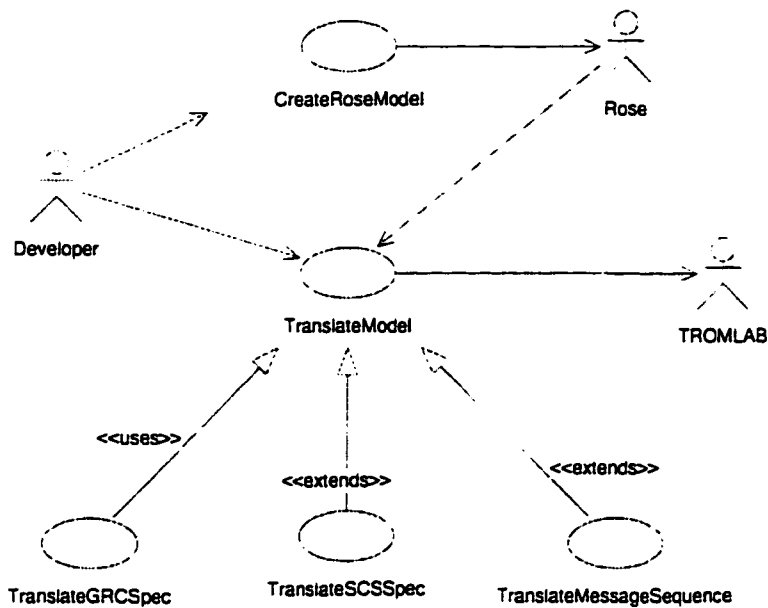 CreateRoseModel
Rose
Developer
TranslateModel
TROMLAB
<<uses>>
<<extends>>
<<extends>>
TranslateGRCSpec
TranslateSCSSpec
TranslateMessageSequence